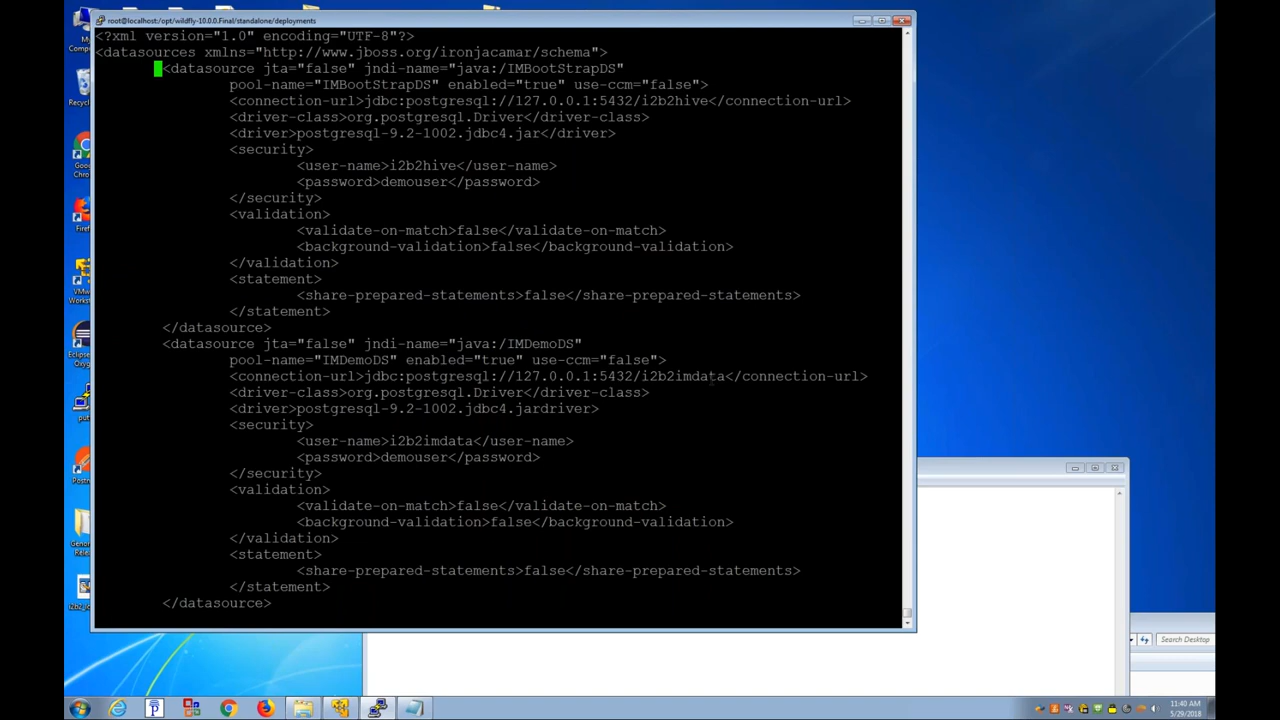 root@localhost:/opt/wildfly-10.0.0.Final/standalone/deployments
<?xml version="1.0" encoding="UTF-8"?>
<datasources xmlns="http://www.jboss.org/ironjacamar/schema">
<datasource jta="false" jndi-name="java:/IMBootStrapDS"
pool-name="IMBootStrapDS" enabled="true" use-ccm="false">
<connection-url>jdbc:postgresql://127.0.0.1:5432/i2b2hive</connection-url>
<driver-class>org.postgresql.Driver</driver-class>
<driver>postgresql-9.2-1002.jdbc4.jar</driver>
<security>
<user-name>i2b2hive</user-name>
<password>demouser</password>
</security>
<validation>
<validate-on-match>false</validate-on-match>
<background-validation>false</background-validation>
</validation>
<statement>
<share-prepared-statements>false</share-prepared-statements>
</statement>
</datasource>
<datasource jta="false" jndi-name="java:/IMDemoDS"
pool-name="IMDemoDS" enabled="true" use-ccm="false">
<connection-url>jdbc:postgresql://127.0.0.1:5432/i2b2imdata</connection-url>
<driver-class>org.postgresql.Driver</driver-class>
<driver>postgresql-9.2-1002.jdbc4.jardriver>
<security>
<user-name>i2b2imdata</user-name>
<password>demouser</password>
</security>
<validation>
<validate-on-match>false</validate-on-match>
<background-validation>false</background-validation>
</validation>
<statement>
<share-prepared-statements>false</share-prepared-statements>
</statement>
</datasource>
Search Desktop
11:40 AM
5/29/2018